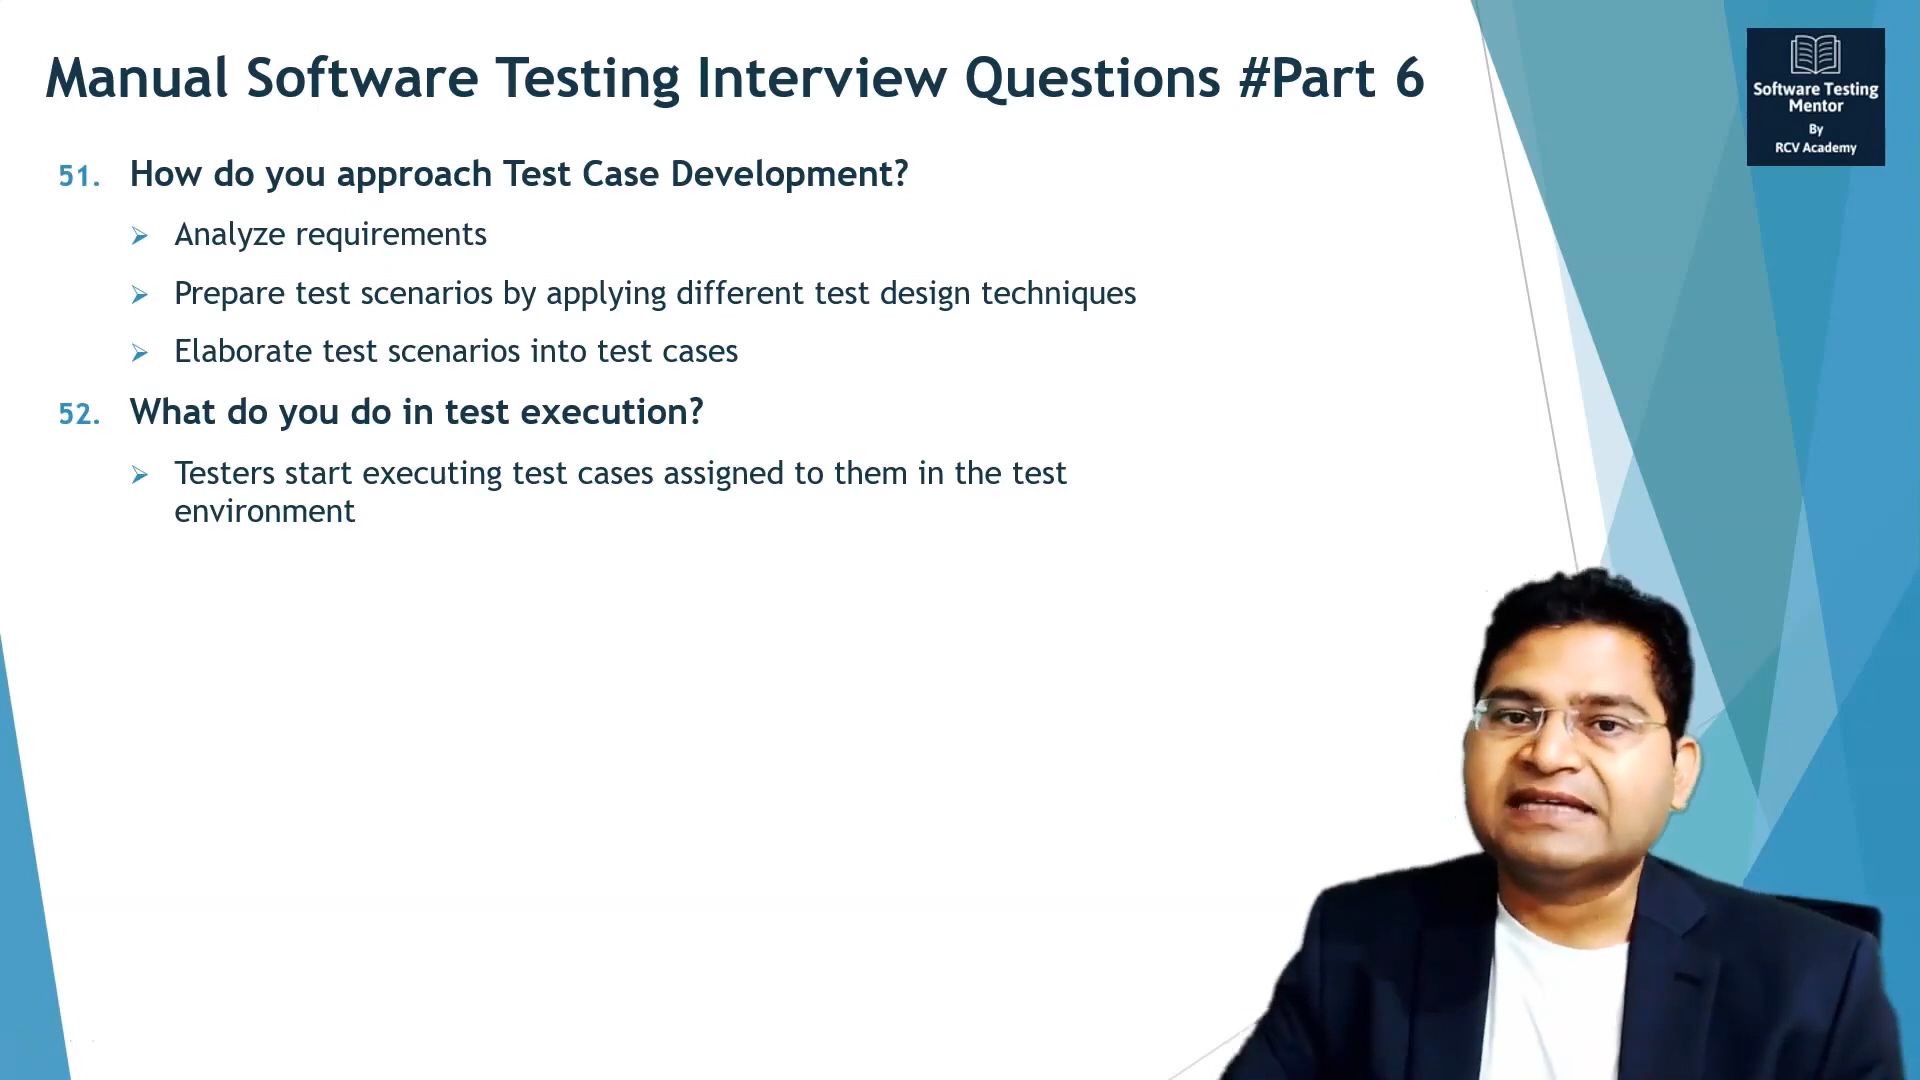 Manual Software Testing Interview Questions #Part 6
Software Testing
Mentor
By
RCV Academy
51. How do you approach Test Case Development?
Analyze requirements
Prepare test scenarios by applying different test design techniques
Elaborate test scenarios into test cases
52. What do you do in test execution?
Testers start executing test cases assigned to them in the test
environment